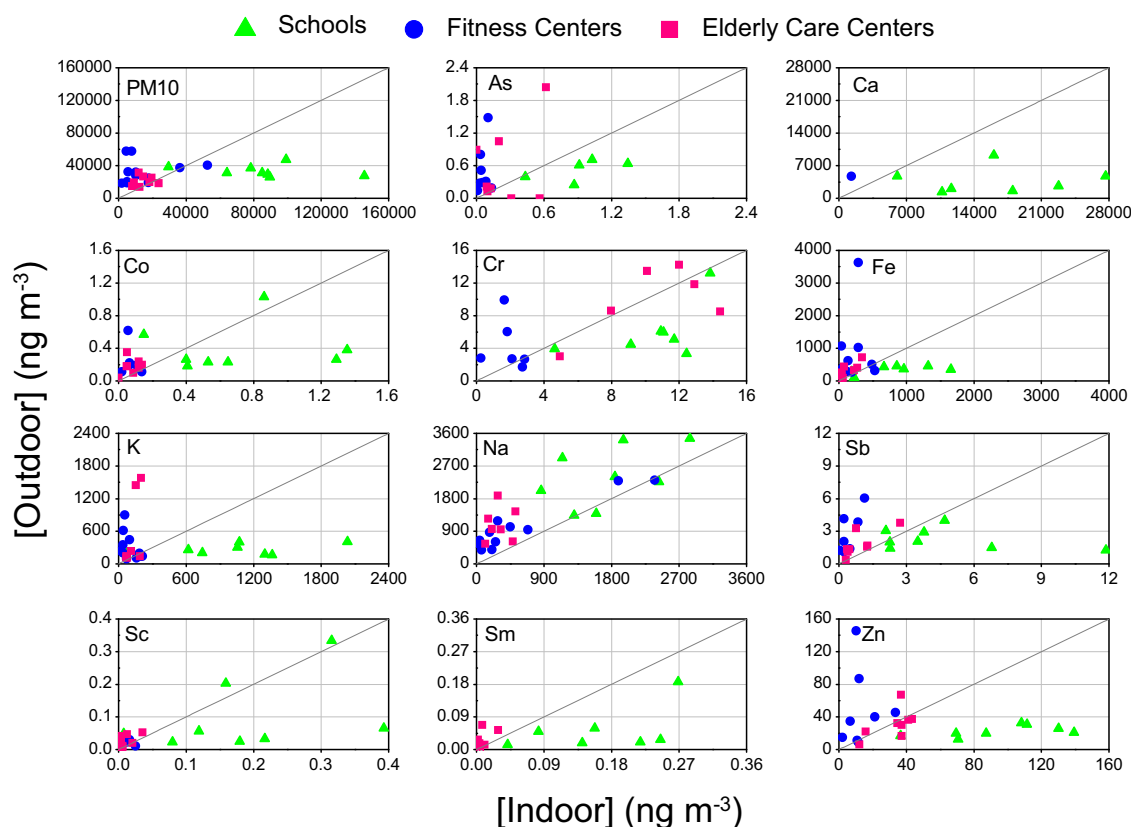 Schools Fitness Centers Elderly Care Centers
PM10
160000
120000
80000
40000
0
0 40000 80000 120000 160000
As
2.4
1.8
1.2
0.6
0.0
0.0 0.6 1.2 1.8 2.4
Ca
28000
21000
14000
7000
0
0 7000 14000 21000 28000
Co
1.6
1.2
0.8
0.4
0.0
0.0 0.4 0.8 1.2 1.6
Cr
16
12
8
4
0
0 4 8 12 16
Fe
4000
3000
2000
1000
0
0 1000 2000 3000 4000
K
2400
1800
1200
600
0
0 600 1200 1800 2400
Na
3600
2700
1800
900
0
0 900 1800 2700 3600
Sb
12
9
6
3
0
0 3 6 9 12
Sc
0.4
0.3
0.2
0.1
0.0
0.0 0.1 0.2 0.3 0.4
Sm
0.36
0.27
0.18
0.09
0.00
0.00 0.09 0.18 0.27 0.36
Zn
160
120
80
40
0
0 40 80 120 160
[Outdoor] (ng m⁻³)
[Indoor] (ng m⁻³)